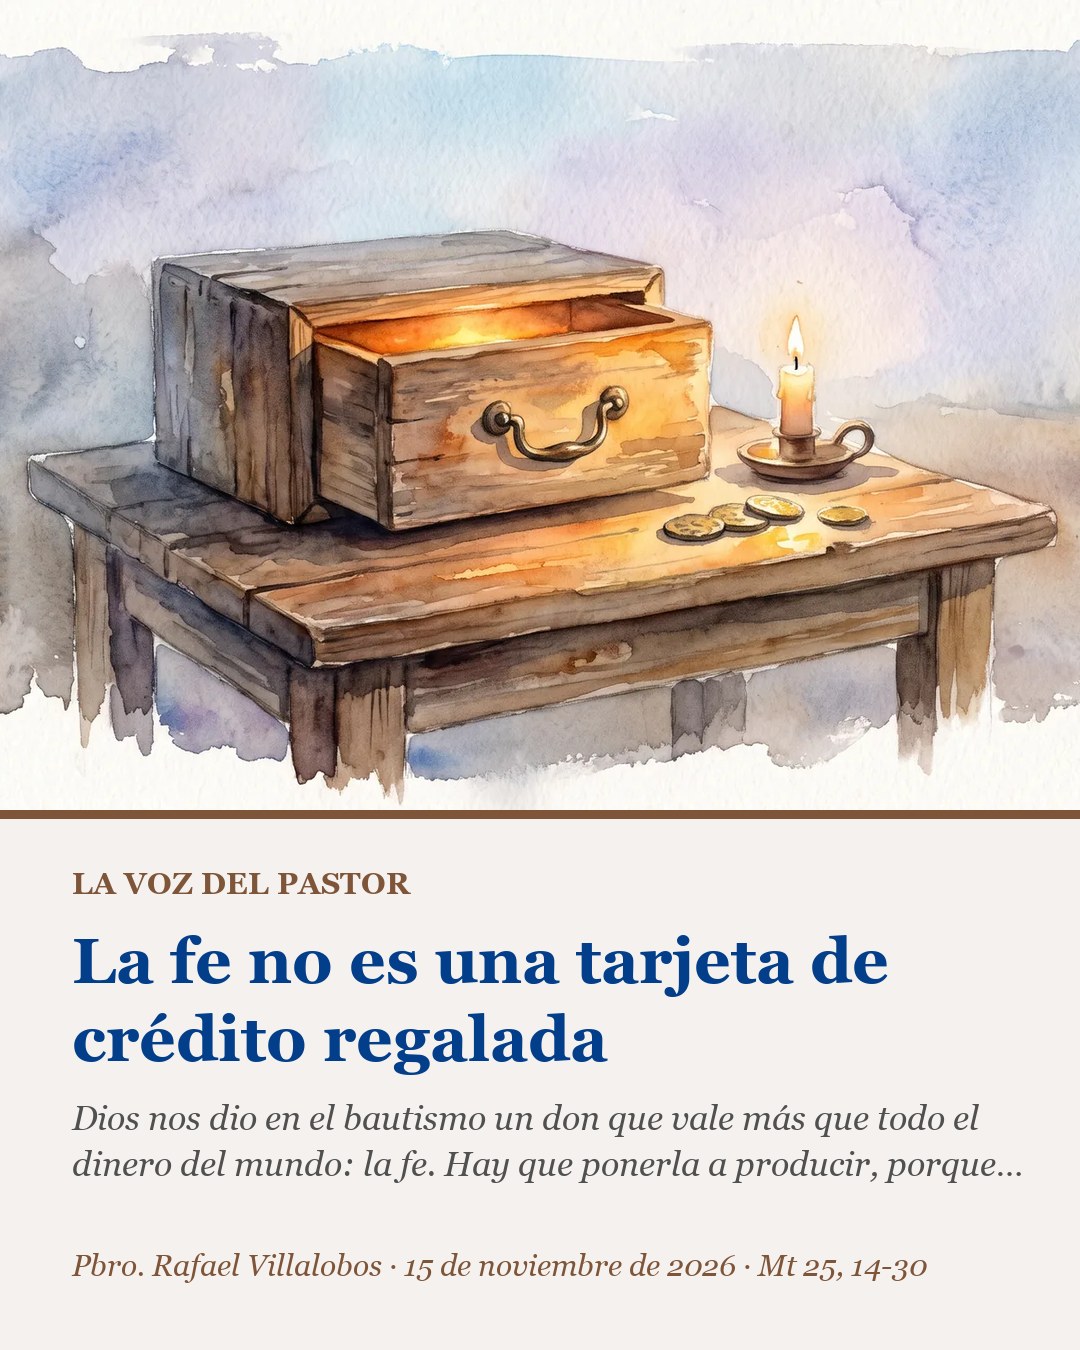 LA VOZ DEL PASTOR
La fe no es una tarjeta de
crédito regalada
Dios nos dio en el bautismo un don que vale más que todo el
dinero del mundo: la fe. Hay que ponerla a producir, porque...
Pbro. Rafael Villalobos · 15 de noviembre de 2026 · Mt 25, 14-30